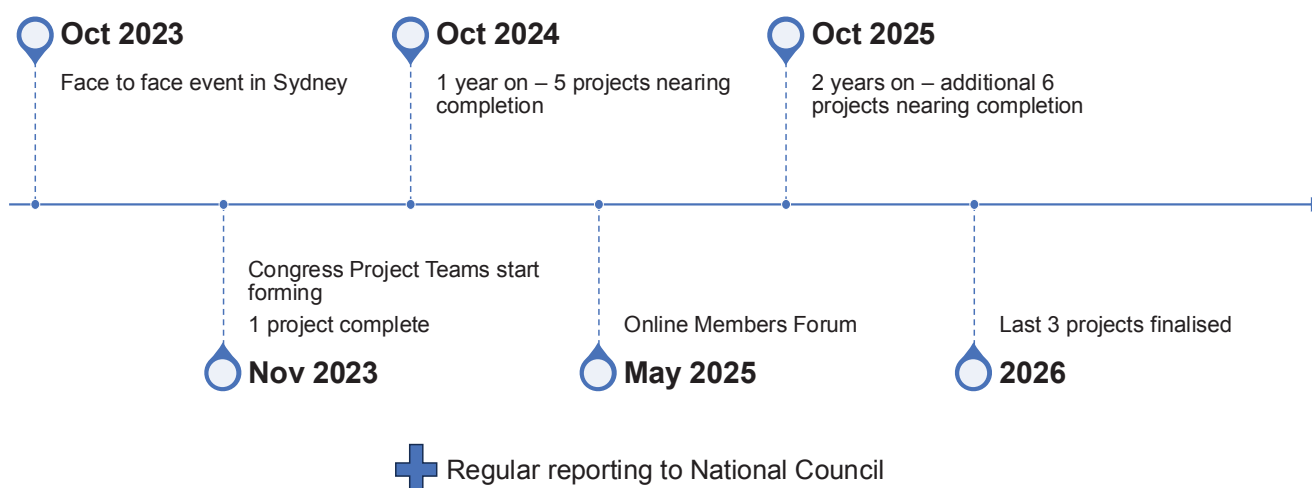 Oct 2023
Face to face event in Sydney
Oct 2024
1 year on – 5 projects nearing
completion
Oct 2025
2 years on – additional 6
projects nearing completion
Congress Project Teams start
forming
1 project complete
Nov 2023
Online Members Forum
May 2025
Last 3 projects finalised
2026
Regular reporting to National Council